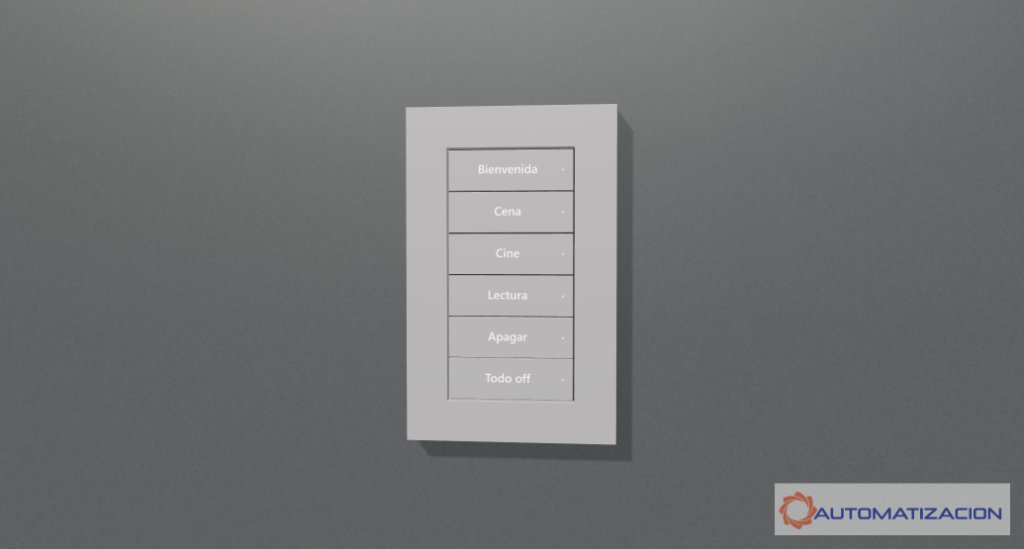 Bienvenida
Cena
Cine
Lectura
Apagar
Todo off
AUTOMATIZACION